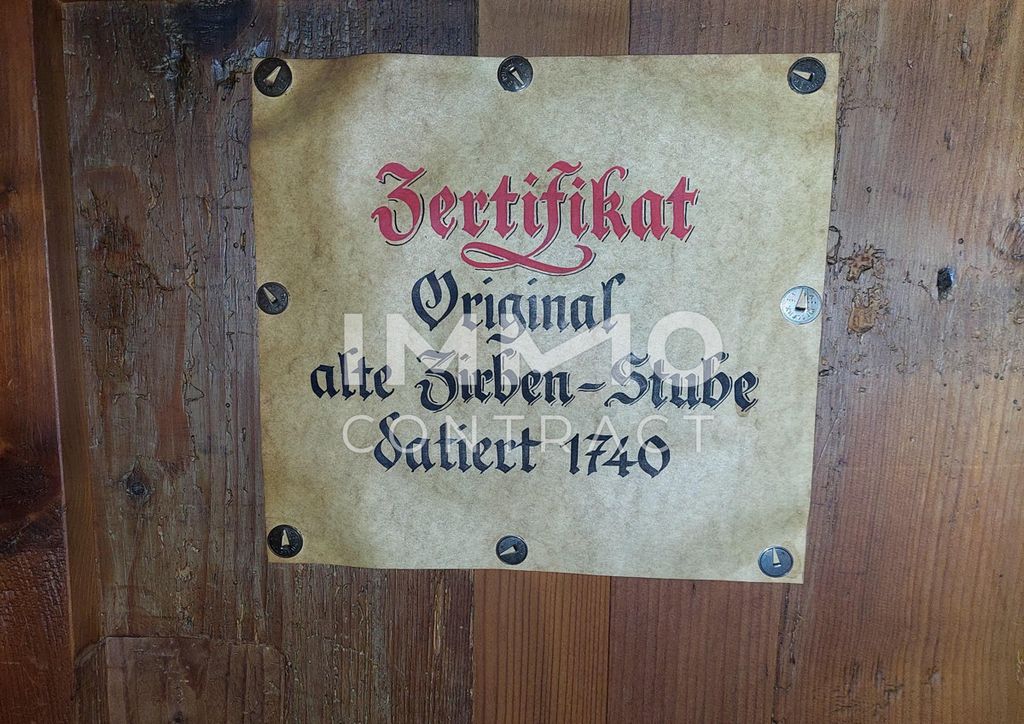 Zertifikat
Original
alte Zirben-Stube
datiert 1740
IMMO
CONTRACT